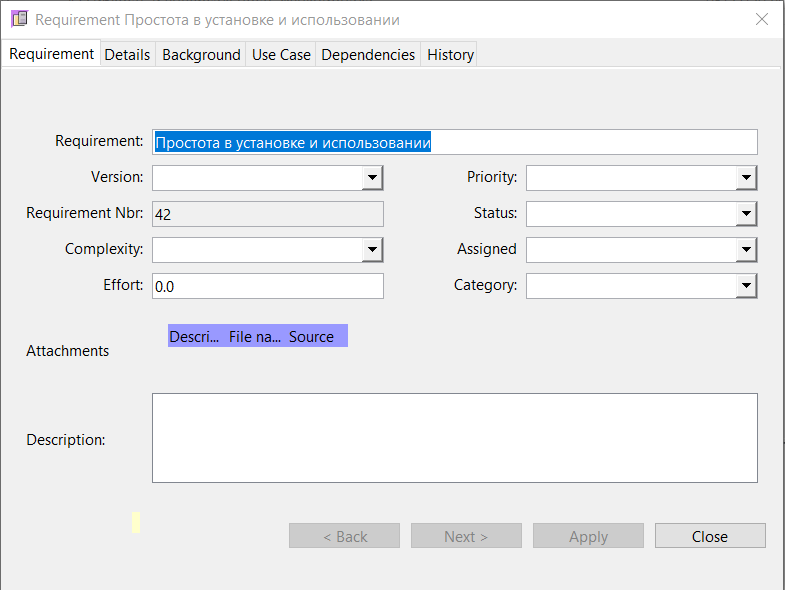 Requirement Простота в установке и использовании
Requirement Details Background Use Case Dependencies History
Requirement: Простота в установке и использовании
Version: Priority:
Requirement Nbr: 42 Status:
Complexity: Assigned
Effort: 0.0 Category:
Descri... File na... Source
Attachments
Description:
< Back Next > Apply Close